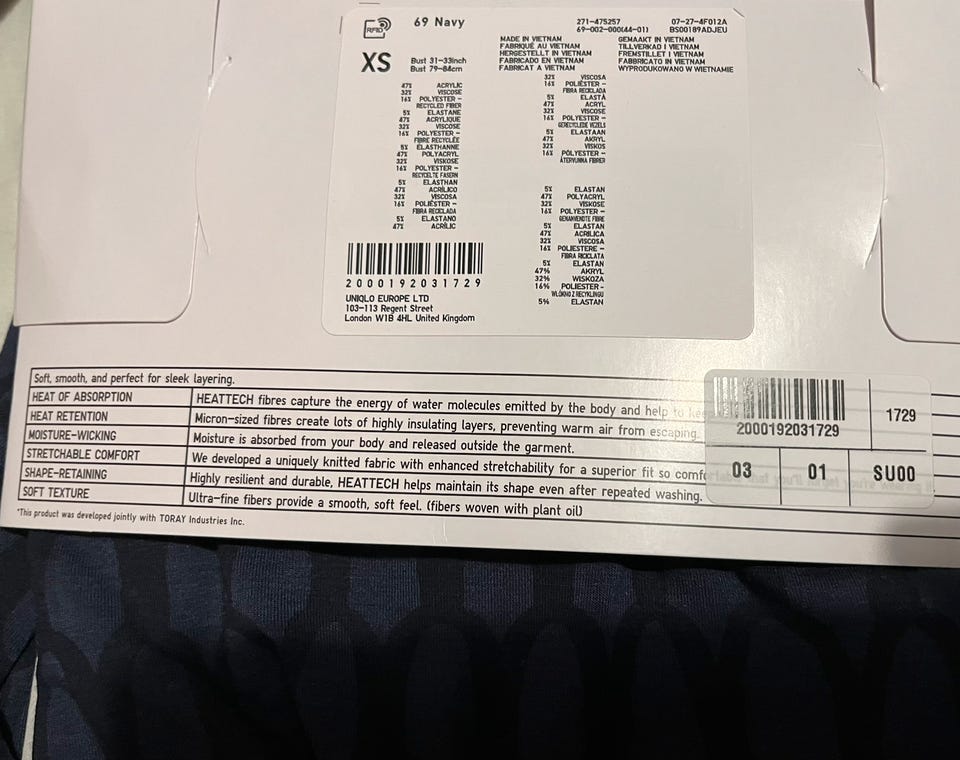 RFID
69 Navy
271-475257
07-27-4F012A
69-002-000(44-01)
BS00189ADJEU
XS
Bust 31-33inch
Bust 79-84cm
MADE IN VIETNAM
FABRIQUÉ AU VIETNAM
HERGESTELLT IN VIETNAM
FABRICADO EN VIETNAM
FABRICAT A VIETNAM
GEMAAKT IN VIETNAM
TILLVERKAD I VIETNAM
FREMSTILLET I VIETNAM
FABBRICATO IN VIETNAM
WYPRODUKOWANO W WIETNAMIE
47% ACRYLIC
32% VISCOSE
16% POLYESTER-
RECYCLED FIBER
5% ELASTANE
47% ACRYLIQUE
32% VISCOSE
16% POLYESTER-
FIBRE RECYCLÉE
5% ÉLASTHANNE
47% POLYACRYL
32% VISKOSE
16% POLYESTER-
RECYCELTE FASERN
5% ELASTHAN
47% ACRÍLICO
32% VISCOSA
16% POLIÉSTER-
FIBRA RECICLADA
5% ELASTANO
47% ACRÍLIC
32% VISCOSA
16% POLIÈSTER-
FIBRA RECICLADA
5% ELASTÀ
47% ACRYL
32% VISCOSE
16% POLYESTER-
GERECYCLEDE VEZELS
5% ELASTAAN
47% AKRYL
32% VISKOS
16% POLYESTER-
ÅTERVUNNA FIBRER
5% ELASTAN
47% POLYACRYL
32% VISKOSE
16% POLYESTER-
GENANVENDTE FIBRE
5% ELASTAN
47% ACRILICA
32% VISCOSA
16% POLIESTERE-
FIBRA RICICLATA
5% ELASTAN
47% AKRYL
32% WISKOZA
16% POLIESTER-
WŁÓKNO Z RECYKLINGU
5% ELASTAN
2000192031729
UNIQLO EUROPE LTD
103-113 Regent Street
London W1B 4HL United Kingdom
Soft, smooth, and perfect for sleek layering.
HEAT OF ABSORPTION HEATTECH fibres capture the energy of water molecules emitted by the body and help to
HEAT RETENTION Micron-sized fibres create lots of highly insulating layers, preventing warm air from escaping.
MOISTURE-WICKING Moisture is absorbed from your body and released outside the garment.
STRETCHABLE COMFORT We developed a uniquely knitted fabric with enhanced stretchability for a superior fit so comfortable that you'll forget you're
SHAPE-RETAINING Highly resilient and durable, HEATTECH helps maintain its shape even after repeated washing.
SOFT TEXTURE Ultra-fine fibers provide a smooth, soft feel. (fibers woven with plant oil)
*This product was developed jointly with TORAY Industries Inc.
2000192031729
1729
03 01 SU00